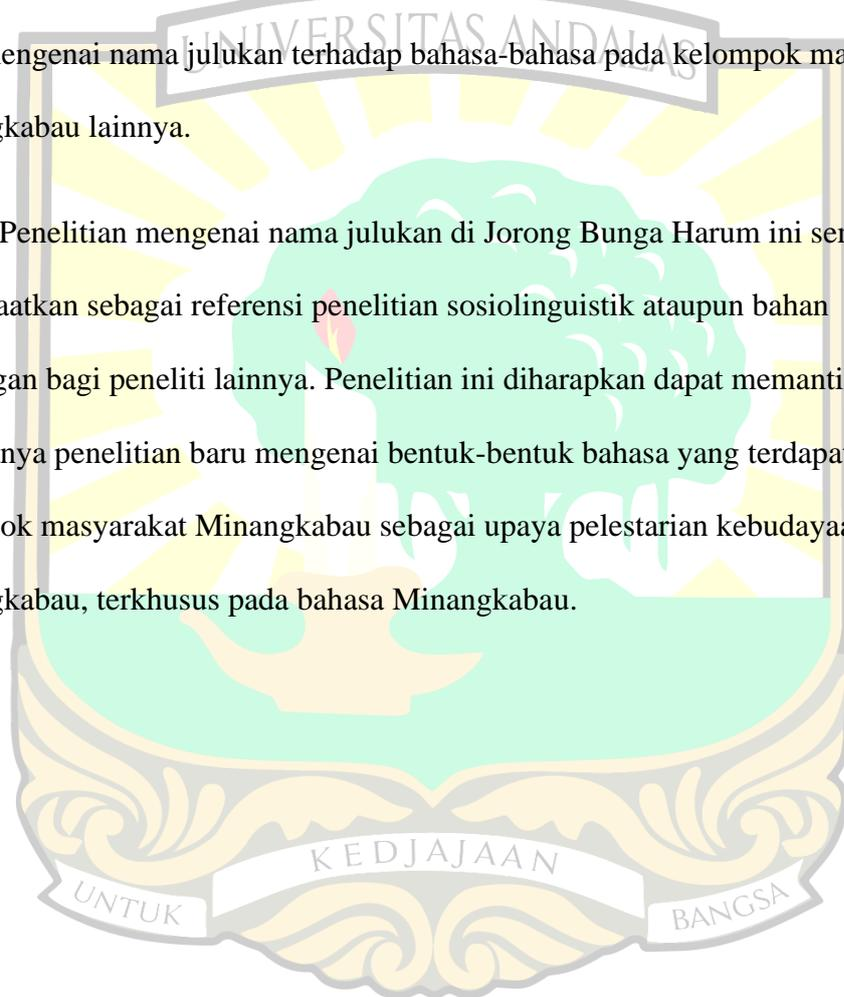 UNIVERSITAS ANDALAS
engenai nama julukan terhadap bahasa-bahasa pada kelompok ma
gkabau lainnya.
Penelitian mengenai nama julukan di Jorong Bunga Harum ini ser
aatkan sebagai referensi penelitian sosiolinguistik ataupun bahan
gan bagi peneliti lainnya. Penelitian ini diharapkan dapat memanti
nya penelitian baru mengenai bentuk-bentuk bahasa yang terdapat
ok masyarakat Minangkabau sebagai upaya pelestarian kebudayaa
gkabau, terkhusus pada bahasa Minangkabau.
KEDJAJAAN
UNTUK
BANGSA